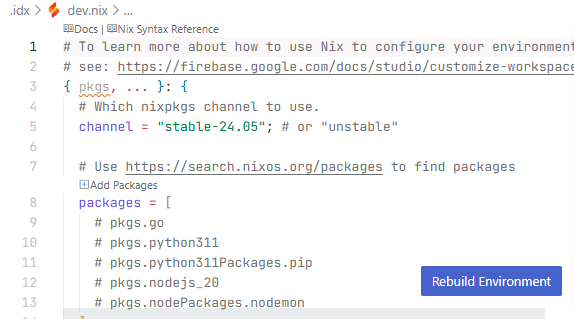 .idx > dev.nix > ...
Docs | Nix Syntax Reference
1 # To learn more about how to use Nix to configure your environment
2 # see: https://firebase.google.com/docs/studio/customize-workspace
3 { pkgs, ... }: {
4 # Which nixpkgs channel to use.
5 channel = "stable-24.05"; # or "unstable"
6
7 # Use https://search.nixos.org/packages to find packages
Add Packages
8 packages = [
9 # pkgs.go
10 # pkgs.python311
11 # pkgs.python311Packages.pip
12 # pkgs.nodejs_20
13 # pkgs.nodePackages.nodemon
Rebuild Environment